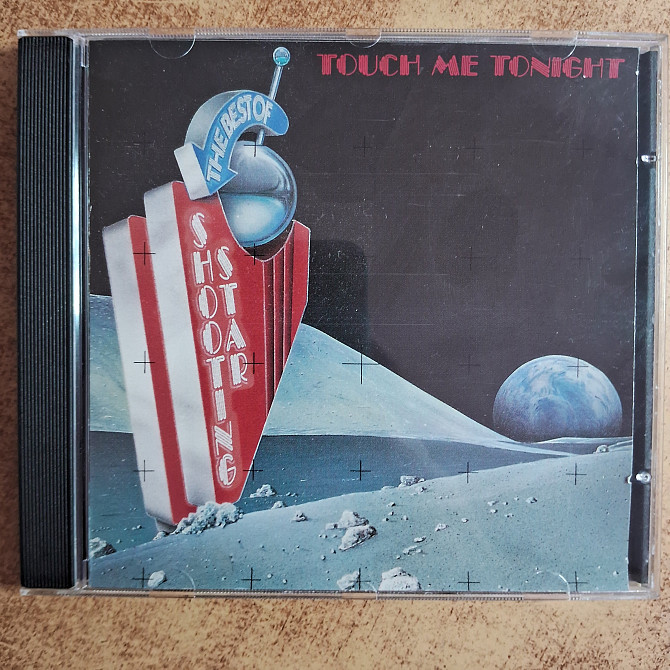 TOUCH ME TONIGHT
THE BEST OF
SHOOTING
STAR